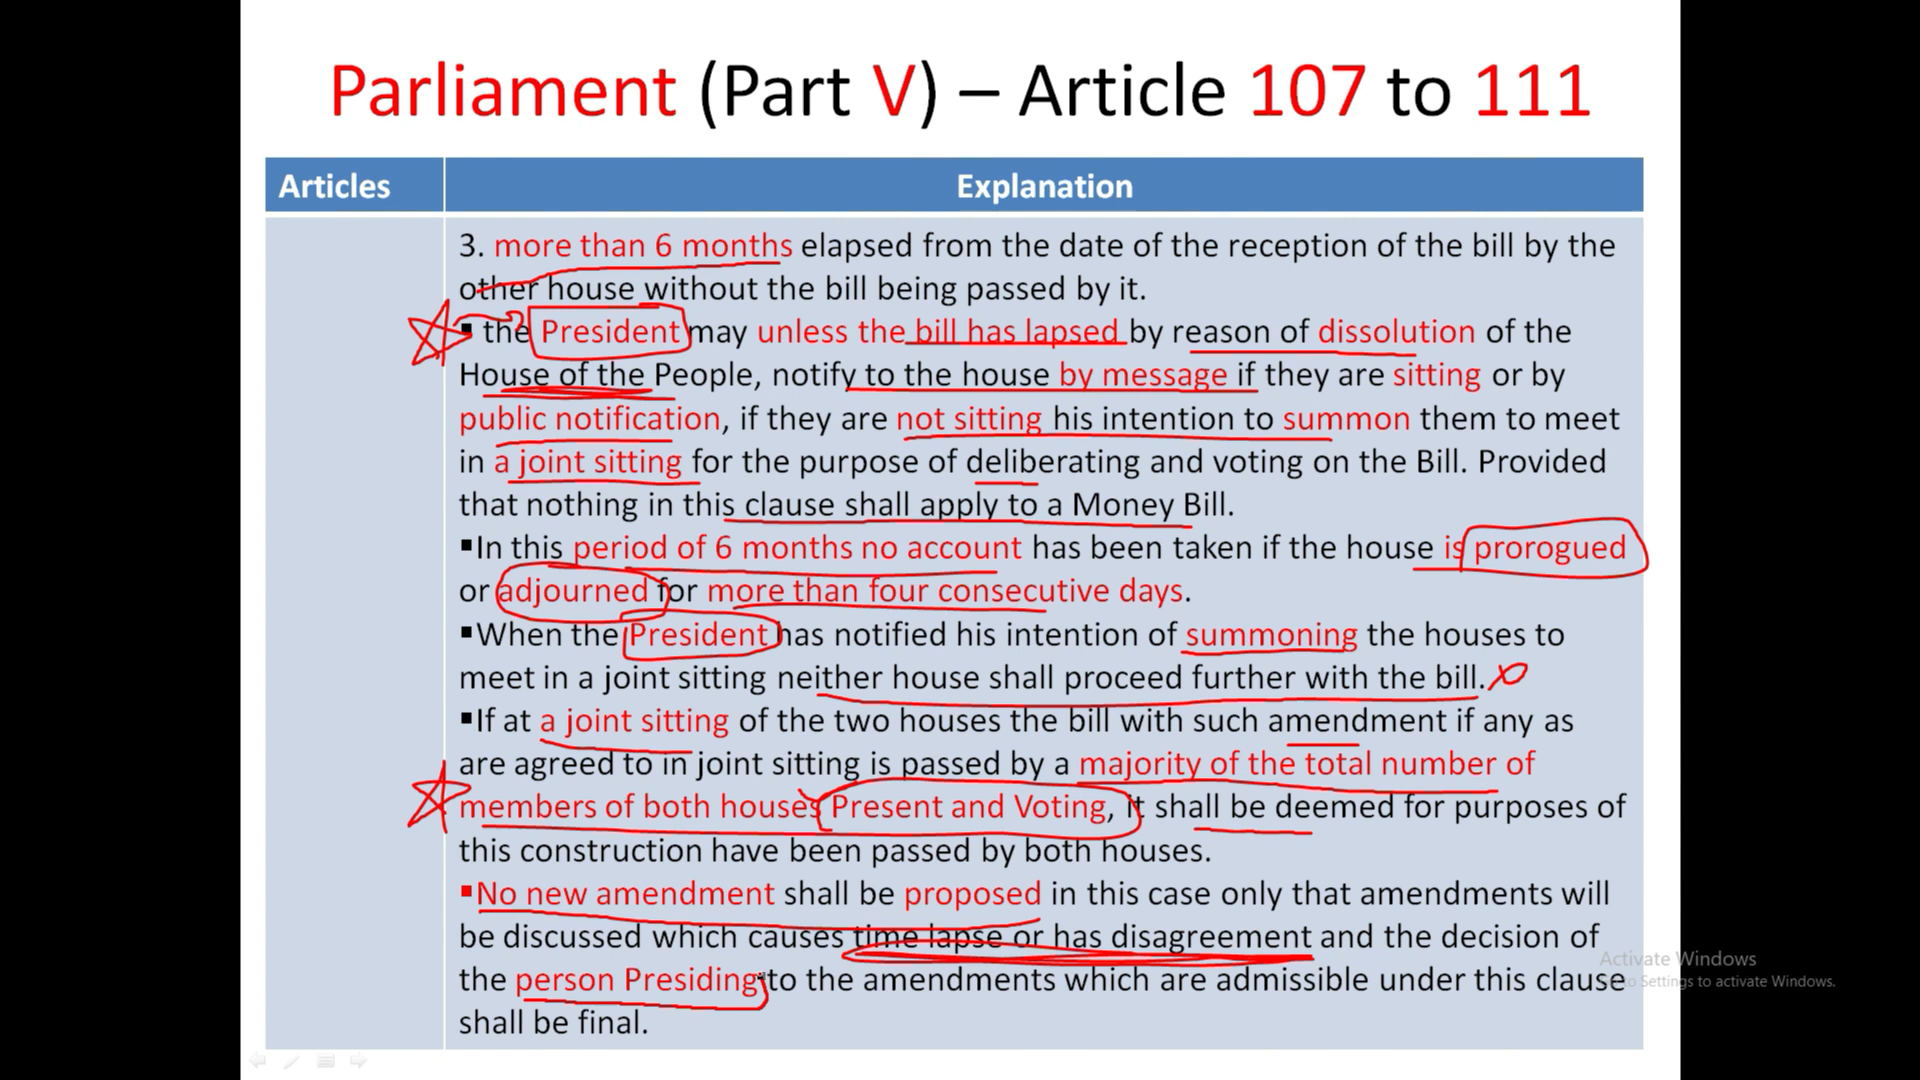 Parliament (Part V) – Article 107 to 111
Articles
Explanation
3. more than 6 months elapsed from the date of the reception of the bill by the
other house without the bill being passed by it.
▪ the President may unless the bill has lapsed by reason of dissolution of the
House of the People, notify to the house by message if they are sitting or by
public notification, if they are not sitting his intention to summon them to meet
in a joint sitting for the purpose of deliberating and voting on the Bill. Provided
that nothing in this clause shall apply to a Money Bill.
▪In this period of 6 months no account has been taken if the house is prorogued
or adjourned for more than four consecutive days.
▪When the President has notified his intention of summoning the houses to
meet in a joint sitting neither house shall proceed further with the bill.
▪If at a joint sitting of the two houses the bill with such amendment if any as
are agreed to in joint sitting is passed by a majority of the total number of
members of both houses Present and Voting, it shall be deemed for purposes of
this construction have been passed by both houses.
▪No new amendment shall be proposed in this case only that amendments will
be discussed which causes time lapse or has disagreement and the decision of
the person Presiding to the amendments which are admissible under this clause
shall be final.
Activate Windows
to Settings to activate Windows.